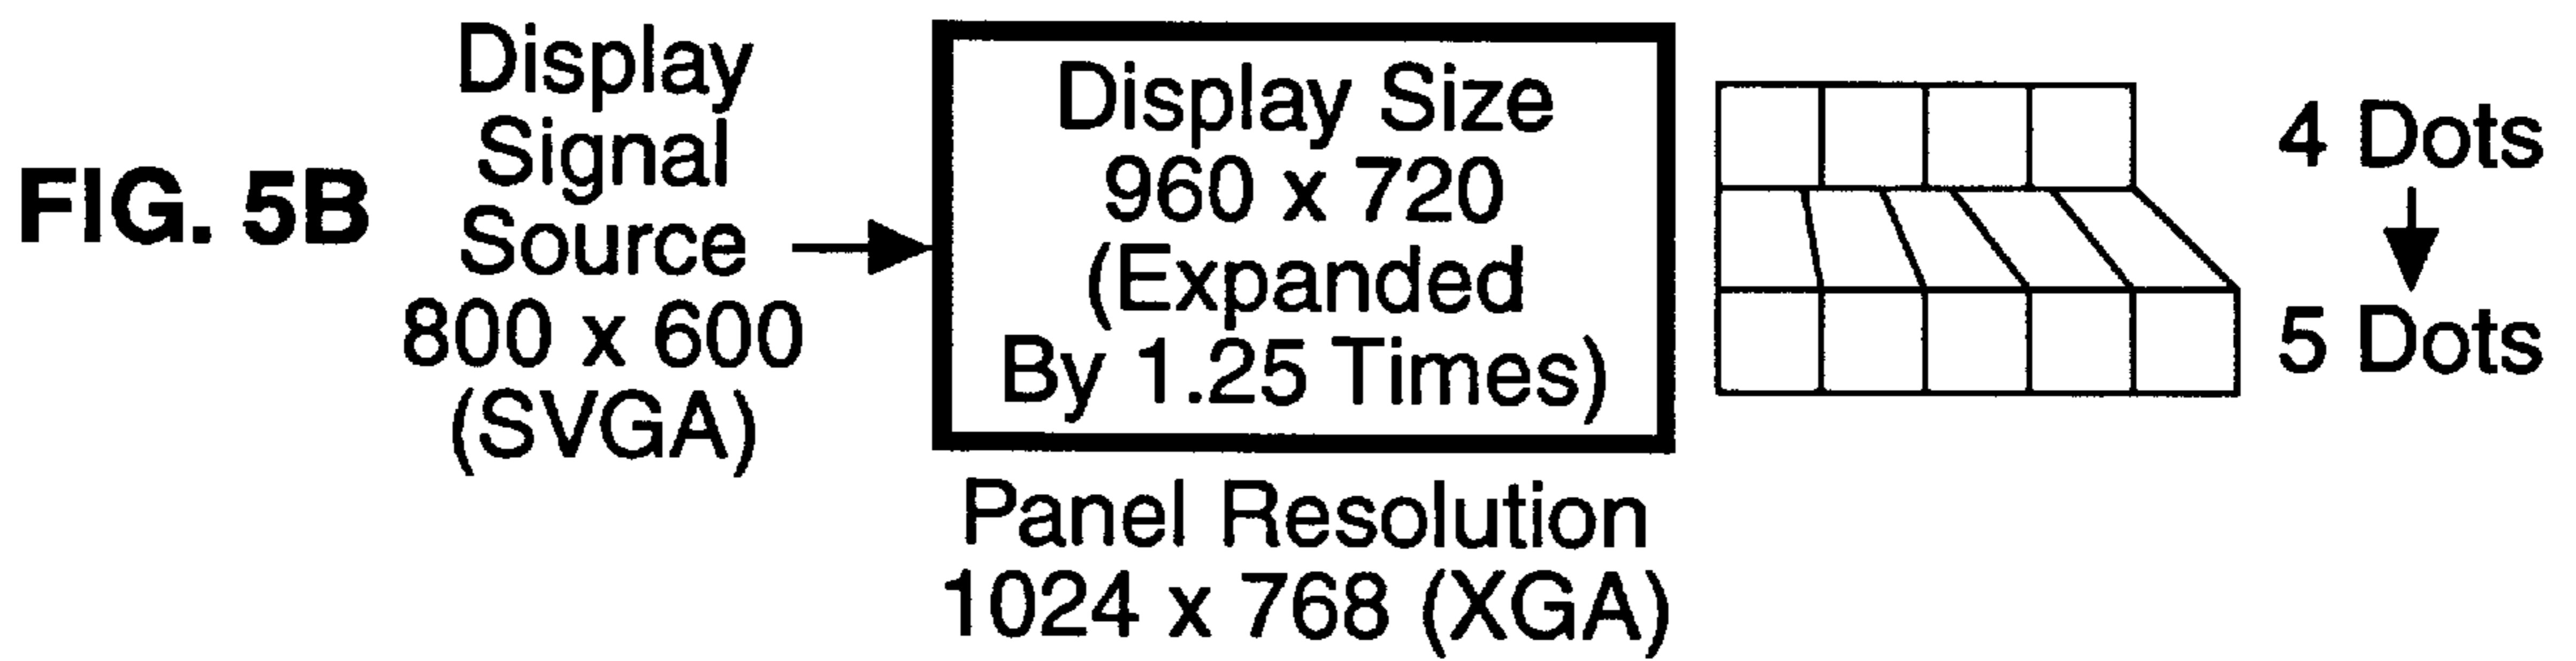 FIG. 5B
Display
Signal
Source
800 x 600
(SVGA)
Display Size
960 x 720
(Expanded
By 1.25 Times)
Panel Resolution
1024 x 768 (XGA)
4 Dots
5 Dots